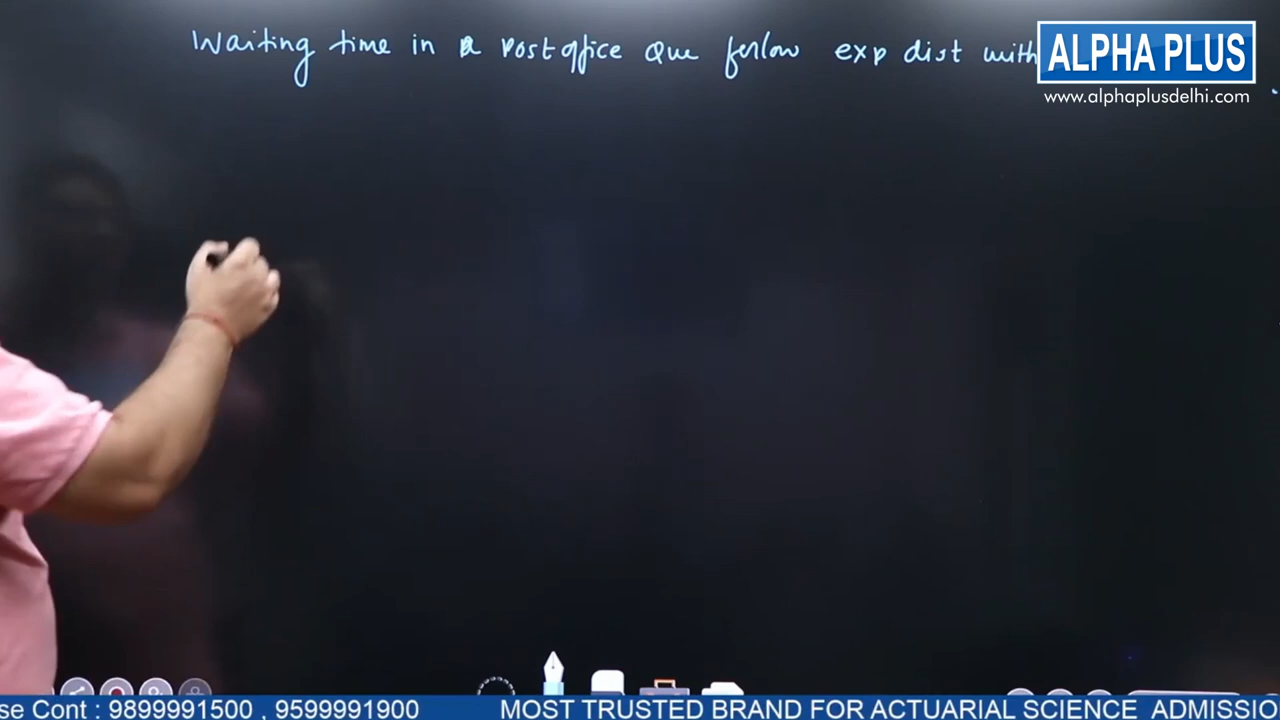 Waiting time in a Post office Que follow exp dist with
ALPHA PLUS
www.alphaplusdelhi.com
se Cont : 9899991500 , 9599991900 MOST TRUSTED BRAND FOR ACTUARIAL SCIENCE ADMISSIO